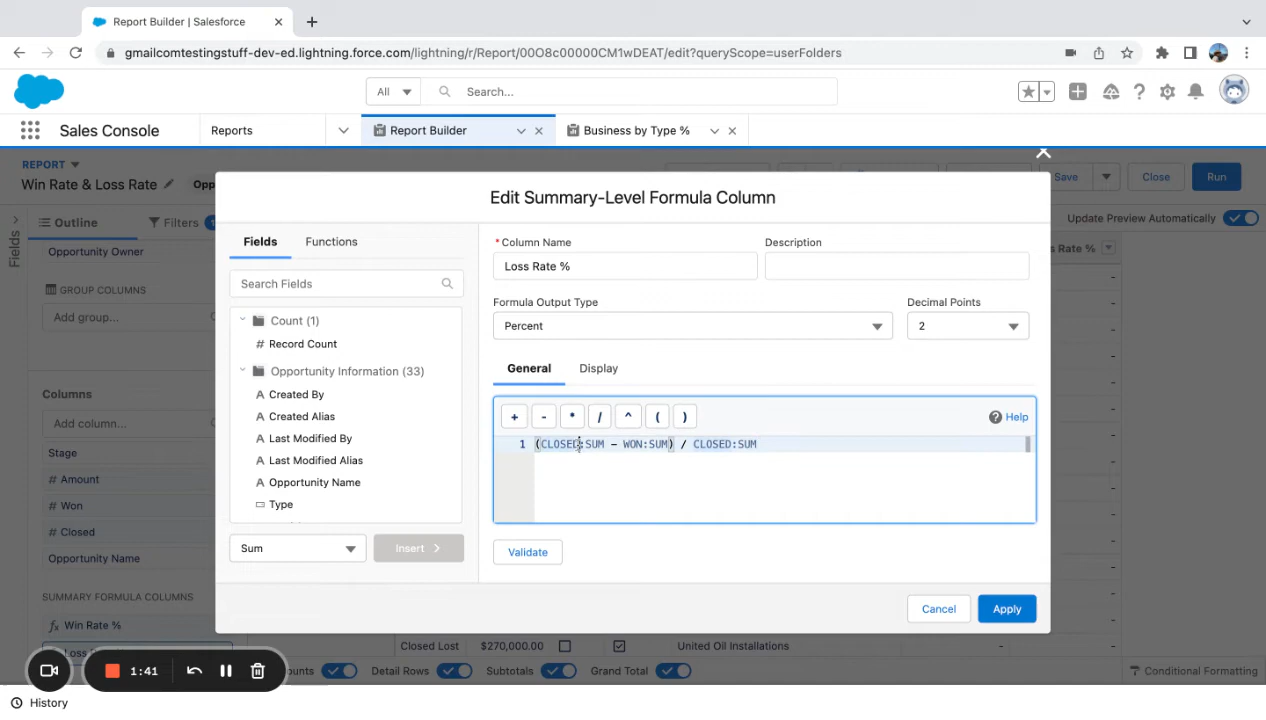 Report Builder | Salesforce
gmailcomtestingstuff-dev-ed.lightning.force.com/lightning/r/Report/00O8c00000CM1wDEAT/edit?queryScope=userFolders
All
Search...
Sales Console
Reports
Report Builder
Business by Type %
REPORT
Win Rate & Loss Rate
Save
Close
Run
Outline
Filters
Update Preview Automatically
Fields
Opportunity Owner
GROUP COLUMNS
Add group...
Columns
Add column...
Stage
# Amount
# Won
# Closed
Opportunity Name
SUMMARY FORMULA COLUMNS
fx Win Rate %
Edit Summary-Level Formula Column
Fields
Functions
Search Fields
Count (1)
# Record Count
Opportunity Information (33)
A Created By
A Created Alias
A Last Modified By
A Last Modified Alias
A Opportunity Name
Type
Sum
Insert
* Column Name
Description
Loss Rate %
Formula Output Type
Decimal Points
Percent
2
General
Display
+ - * / ^ ( )
Help
1 (CLOSED:SUM - WON:SUM) / CLOSED:SUM
Validate
Cancel
Apply
Closed Lost
$270,000.00
United Oil Installations
-
Detail Rows
Subtotals
Grand Total
Conditional Formatting
1:41
History